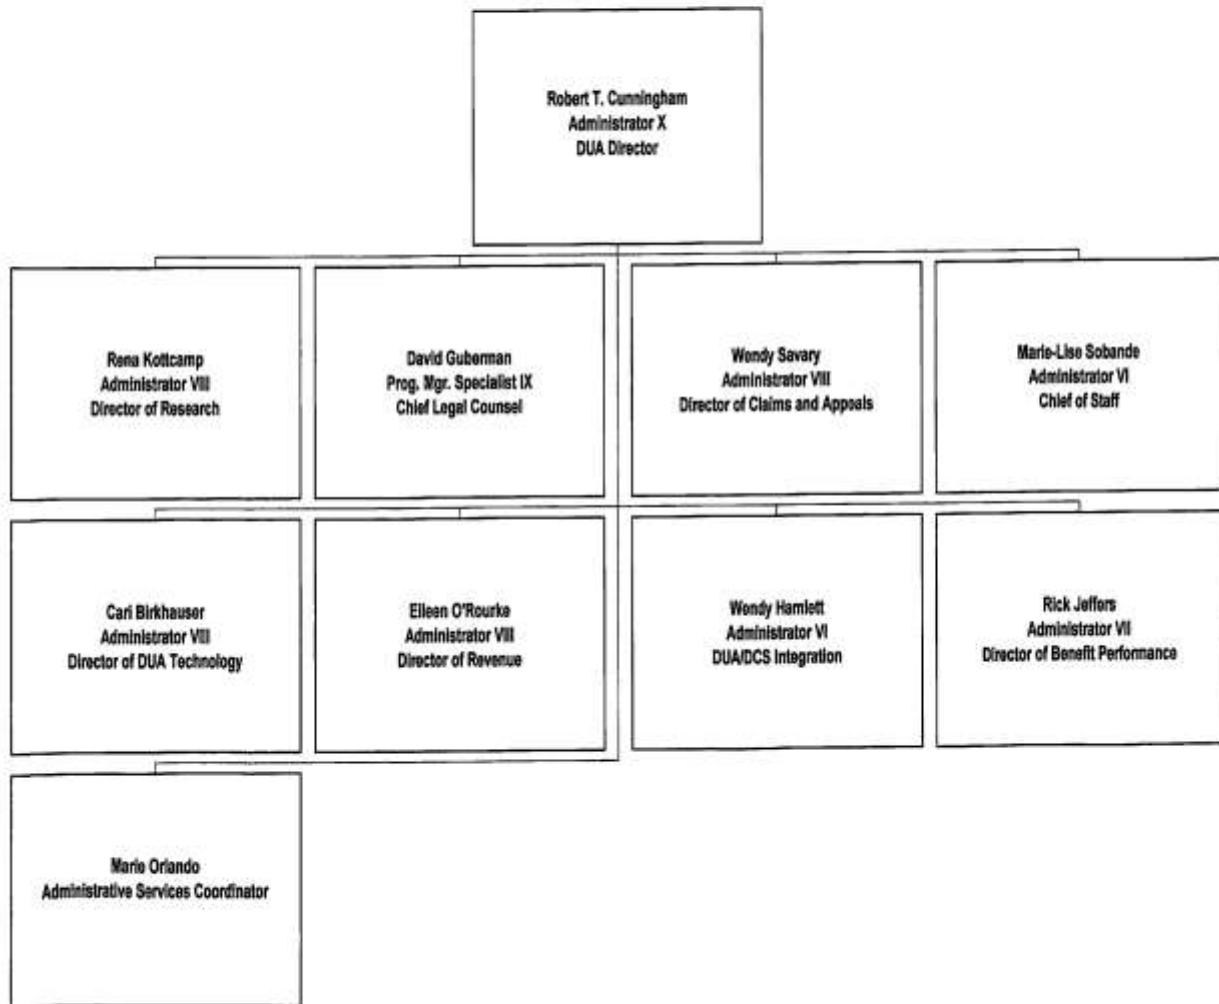 Robert T. Cunningham
Administrator X
DUA Director
Rena Kottcamp
Administrator VIII
Director of Research
David Guberman
Prog. Mgr. Specialist IX
Chief Legal Counsel
Wendy Savary
Administrator VIII
Director of Claims and Appeals
Marie-Lise Sobande
Administrator VI
Chief of Staff
Cari Birkhauser
Administrator VIII
Director of DUA Technology
Eileen O'Rourke
Administrator VIII
Director of Revenue
Wendy Hamlett
Administrator VI
DUA/DCS Integration
Rick Jeffers
Administrator VII
Director of Benefit Performance
Marie Orlando
Administrative Services Coordinator